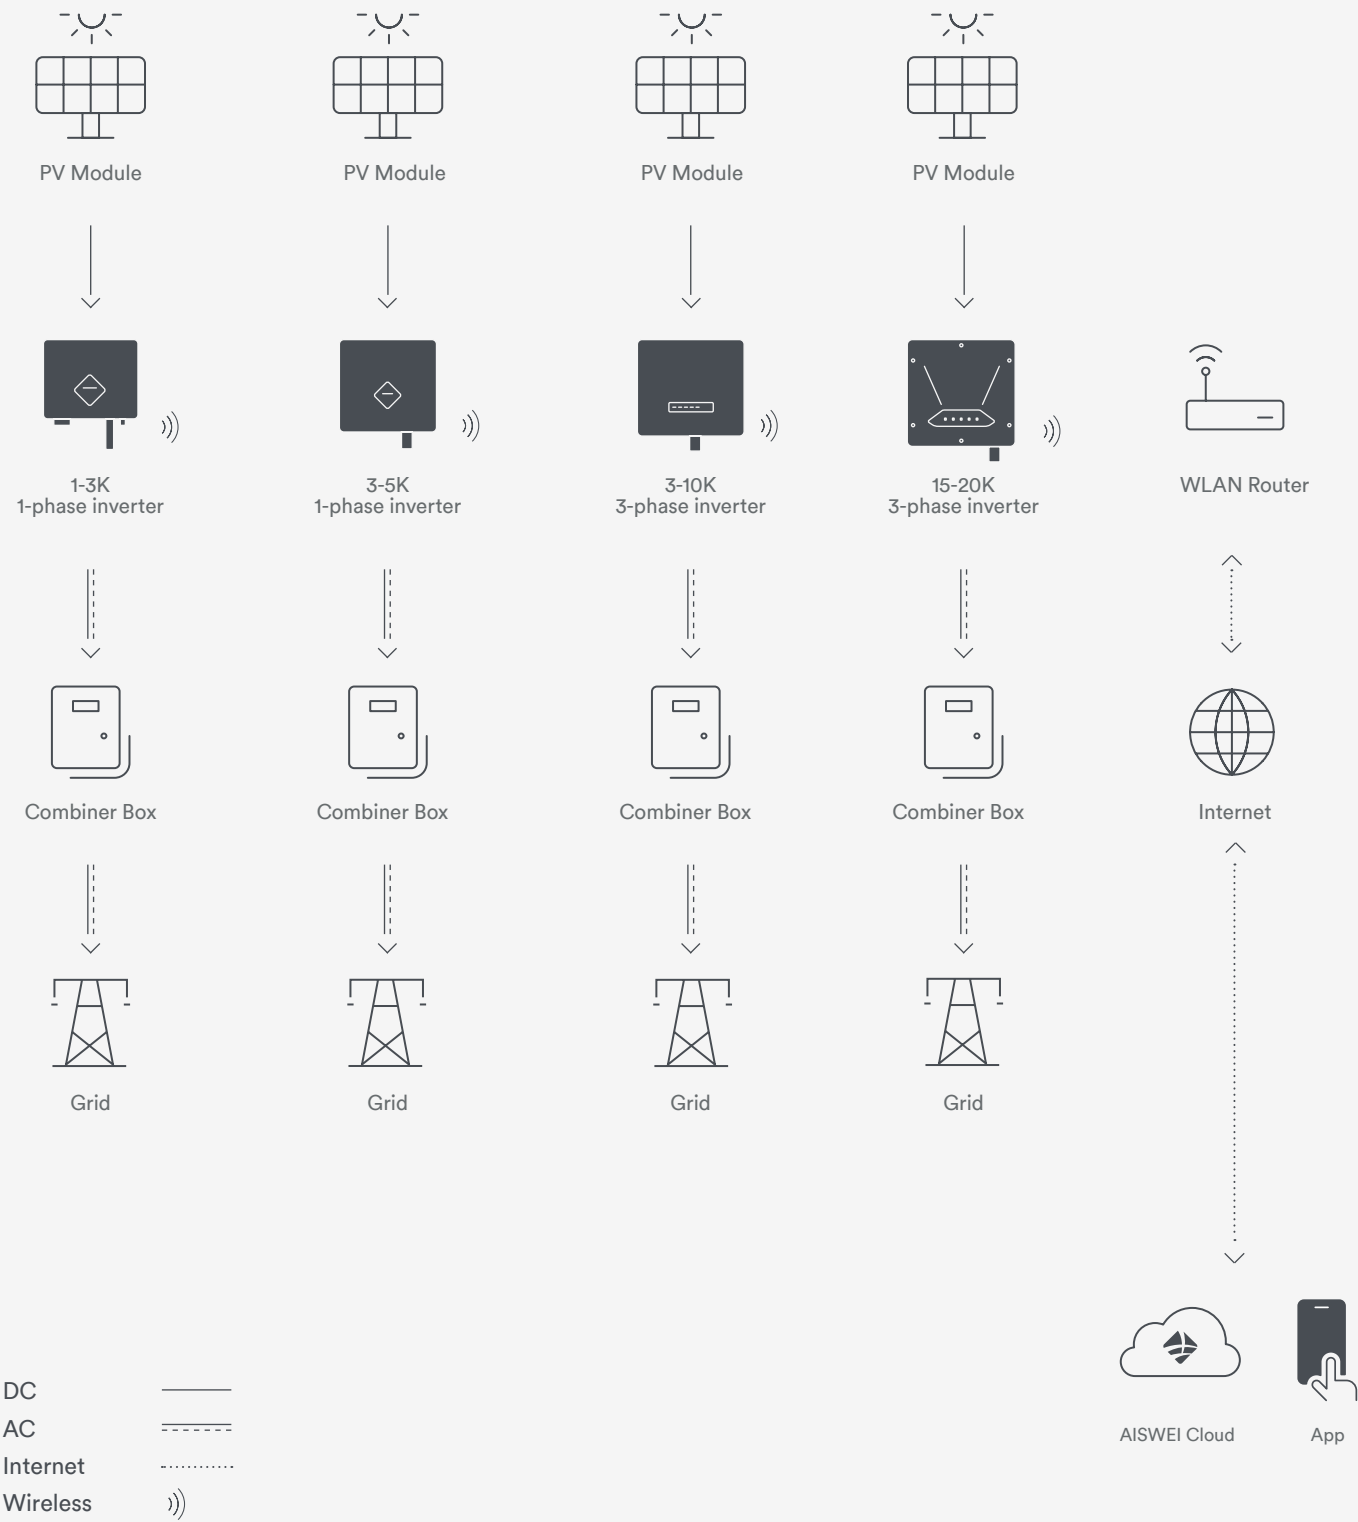 PV Module
PV Module
PV Module
PV Module
1-3K
1-phase inverter
3-5K
1-phase inverter
3-10K
3-phase inverter
15-20K
3-phase inverter
WLAN Router
Combiner Box
Combiner Box
Combiner Box
Combiner Box
Internet
Grid
Grid
Grid
Grid
DC
AC
Internet
Wireless
AISWEI Cloud
App